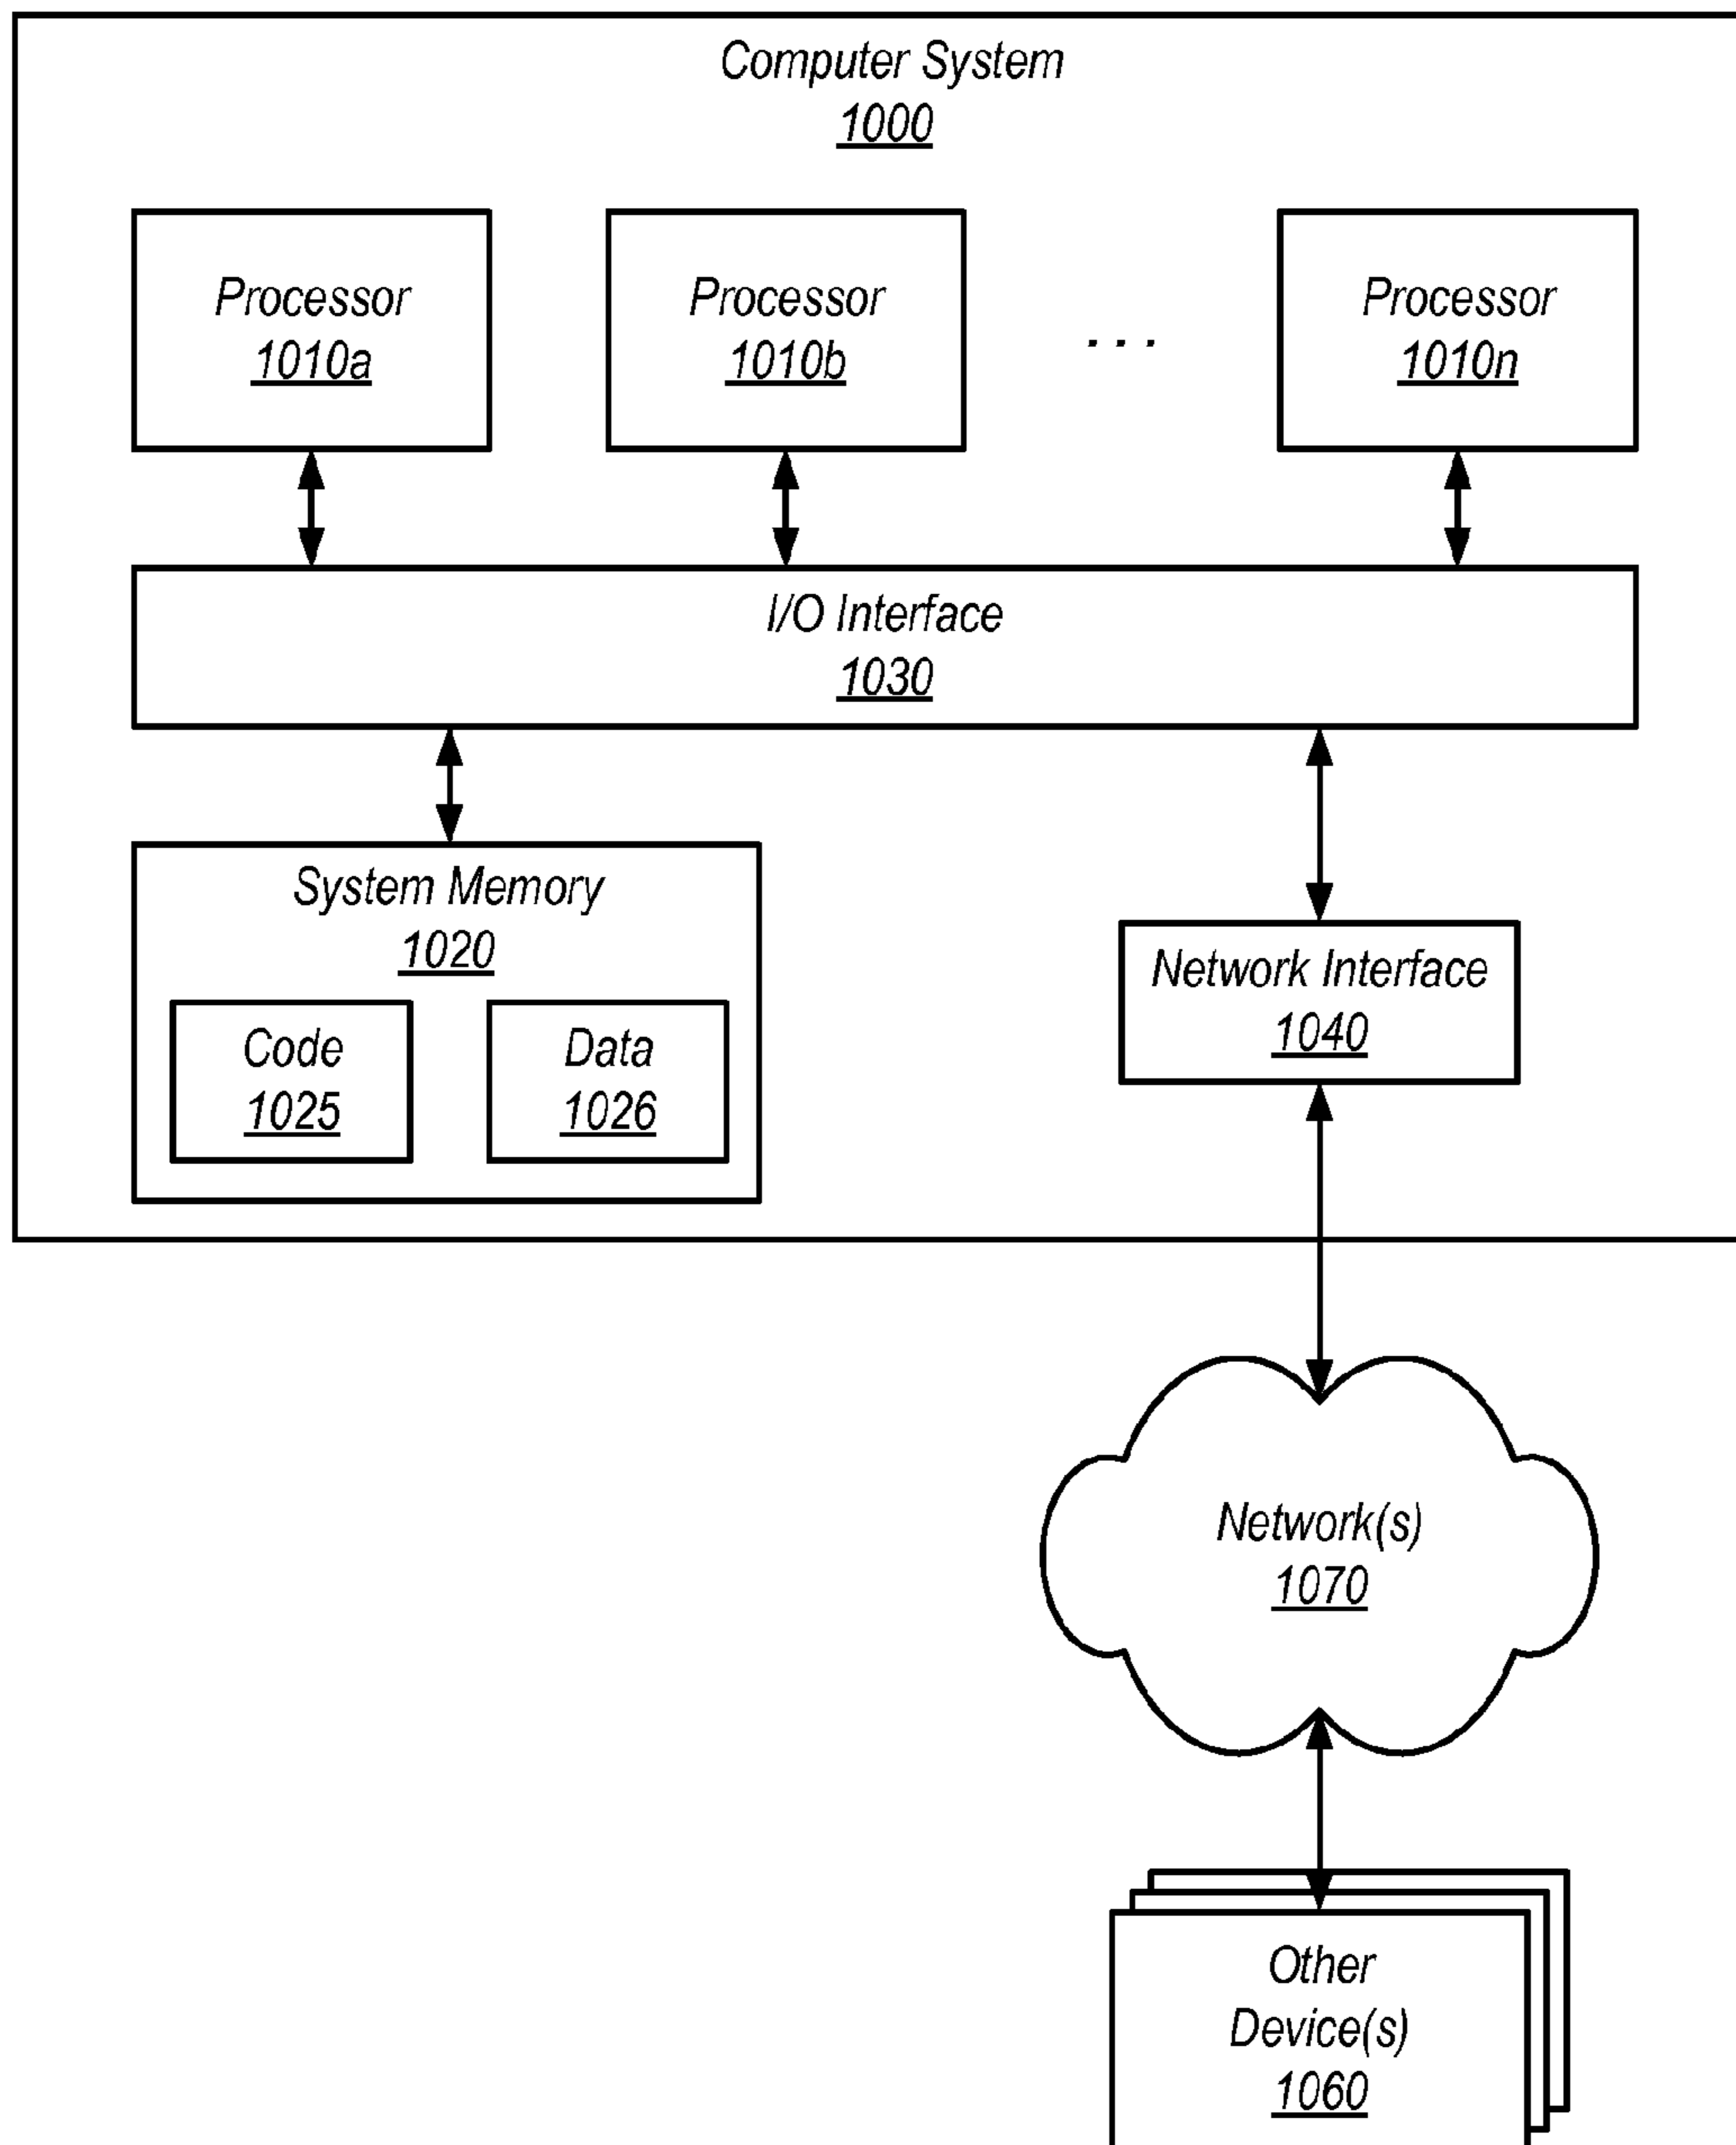 Computer System
1000
Processor
1010a
Processor
1010b
. . .
Processor
1010n
I/O Interface
1030
System Memory
1020
Code
1025
Data
1026
Network Interface
1040
Network(s)
1070
Other
Device(s)
1060